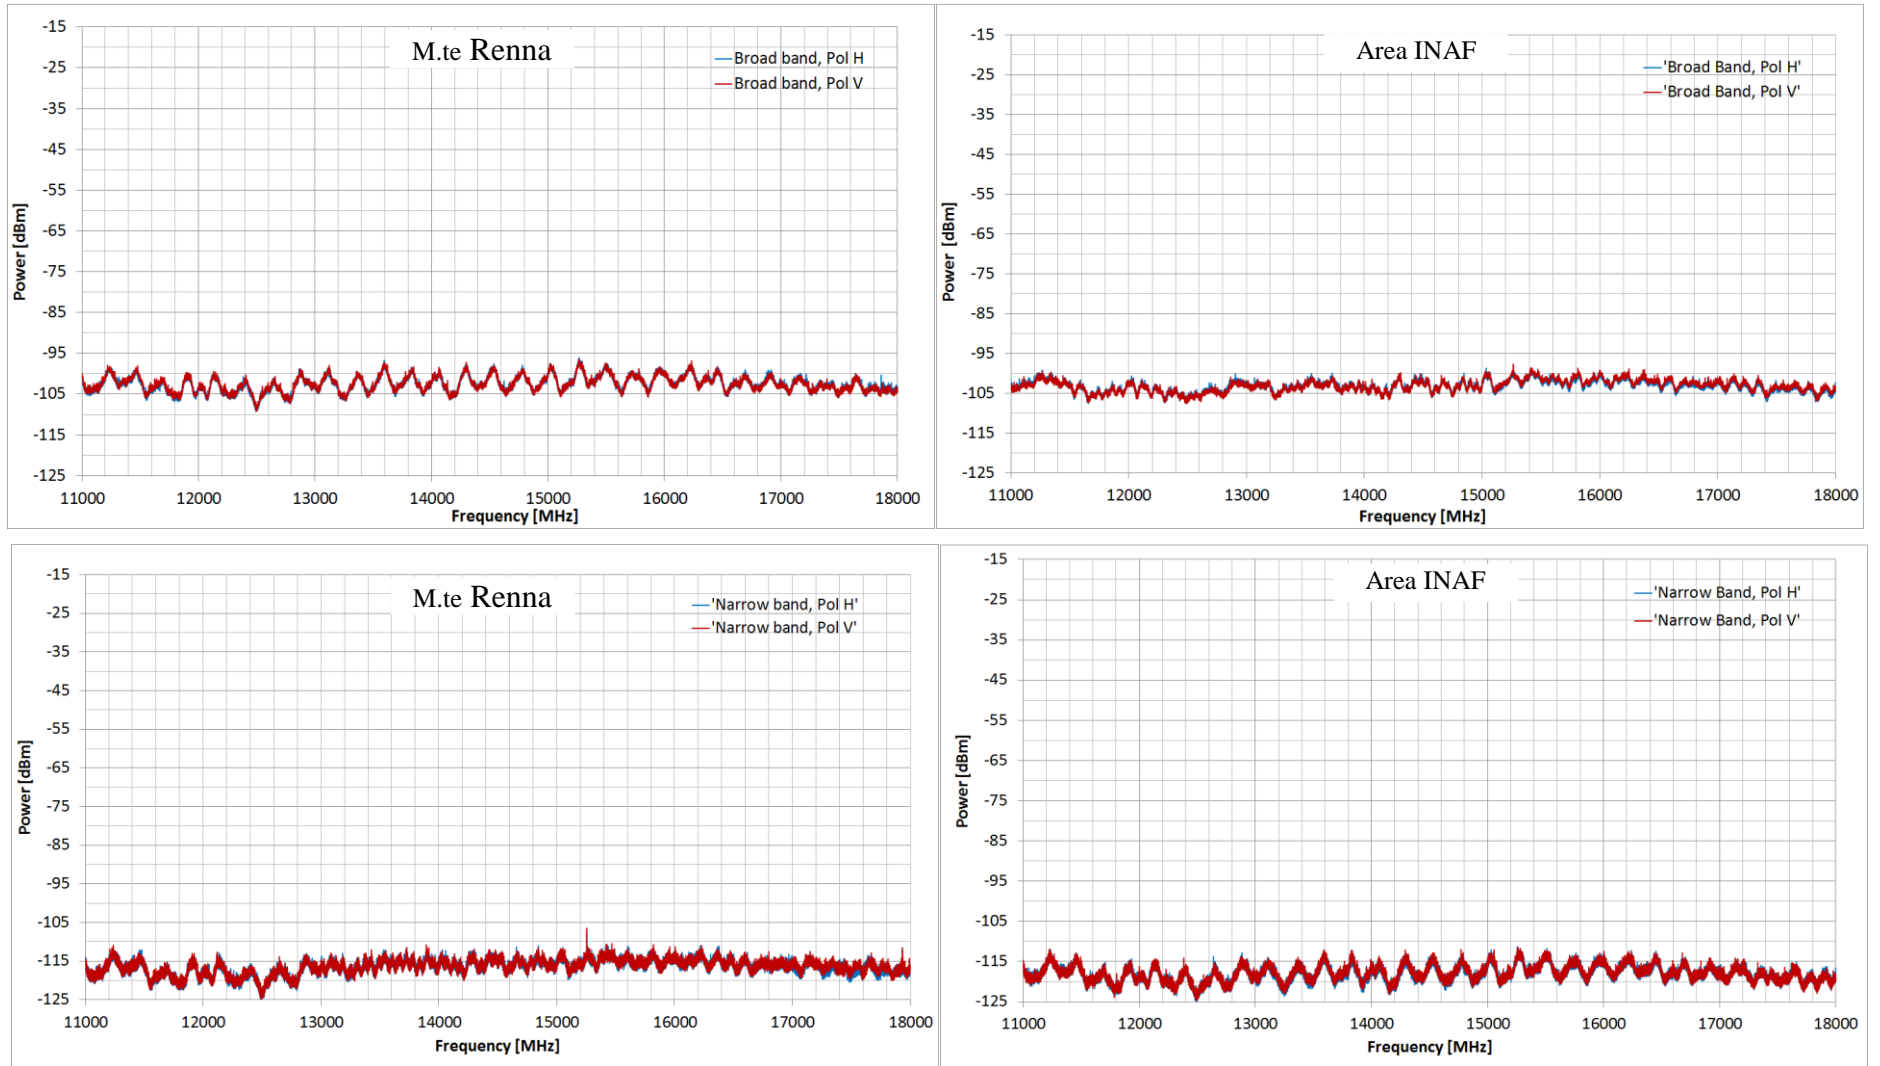 M.te Renna
Broad band, Pol H
Broad band, Pol V
-15
-25
-35
-45
-55
-65
-75
-85
-95
-105
-115
-125
Power [dBm]
11000 12000 13000 14000 15000 16000 17000 18000
Frequency [MHz]
Area INAF
'Broad Band, Pol H'
'Broad Band, Pol V'
-15
-25
-35
-45
-55
-65
-75
-85
-95
-105
-115
-125
Power [dBm]
11000 12000 13000 14000 15000 16000 17000 18000
Frequency [MHz]
M.te Renna
'Narrow band, Pol H'
'Narrow band, Pol V'
-15
-25
-35
-45
-55
-65
-75
-85
-95
-105
-115
-125
Power [dBm]
11000 12000 13000 14000 15000 16000 17000 18000
Frequency [MHz]
Area INAF
'Narrow Band, Pol H'
'Narrow Band, Pol V'
-15
-25
-35
-45
-55
-65
-75
-85
-95
-105
-115
-125
Power [dBm]
11000 12000 13000 14000 15000 16000 17000 18000
Frequency [MHz]